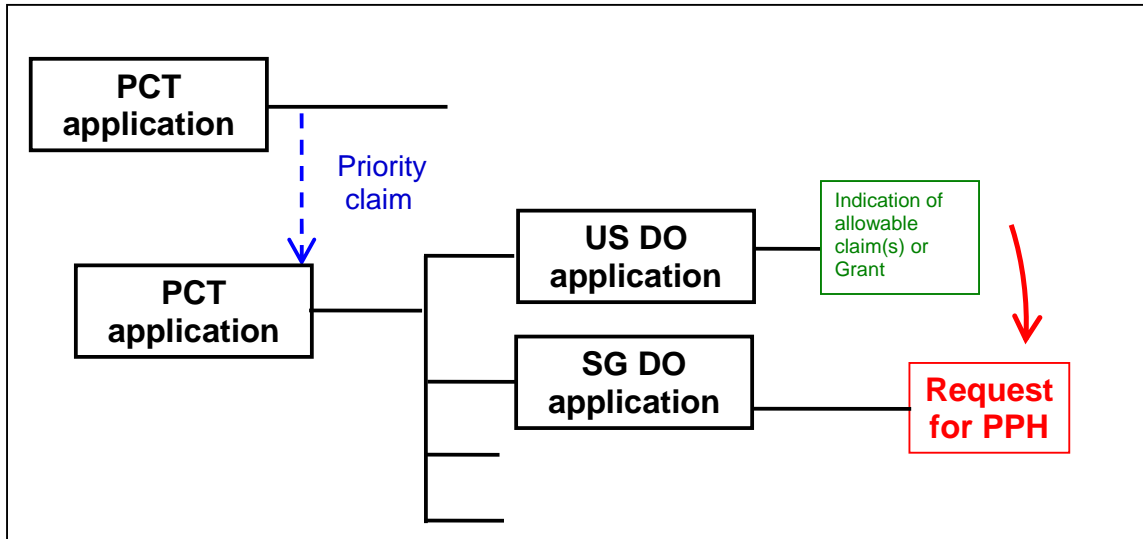 PCT
application
Priority
claim
PCT
application
US DO
application
Indication of
allowable
claim(s) or
Grant
SG DO
application
Request
for PPH